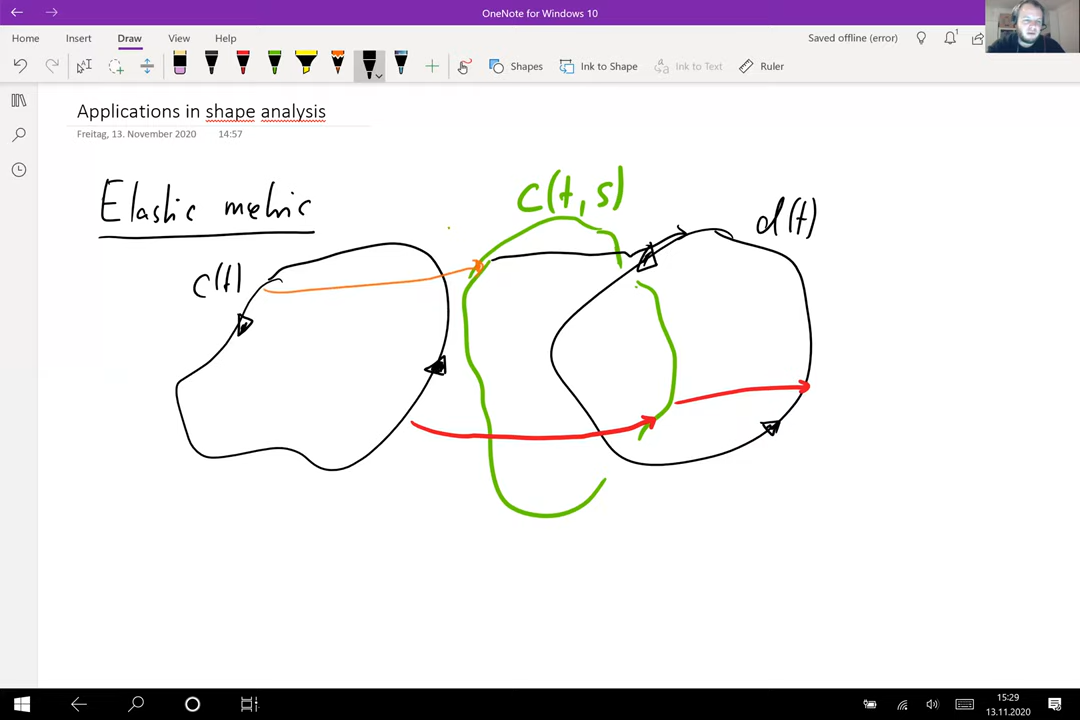 OneNote for Windows 10
Home Insert Draw View Help Saved offline (error)
Shapes Ink to Shape Ink to Text Ruler
Applications in shape analysis
Freitag, 13. November 2020 14:57
Elastic metric
c(t,s)
d(t)
c(t)
15:29
13.11.2020